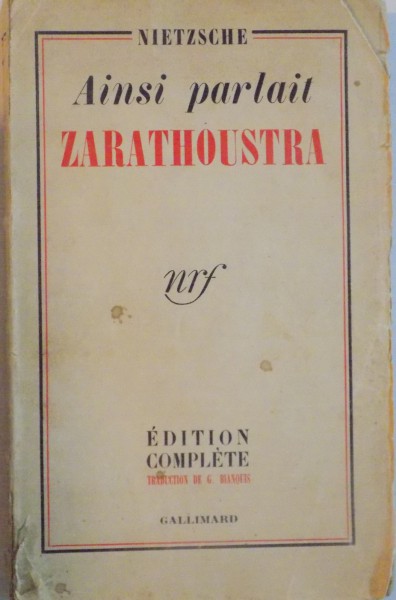 NIETZSCHE
Ainsi parlait
ZARATHOUSTRA
nrf
ÉDITION
COMPLÈTE
TRADUCTION DE G. BIANQUIS
GALLIMARD